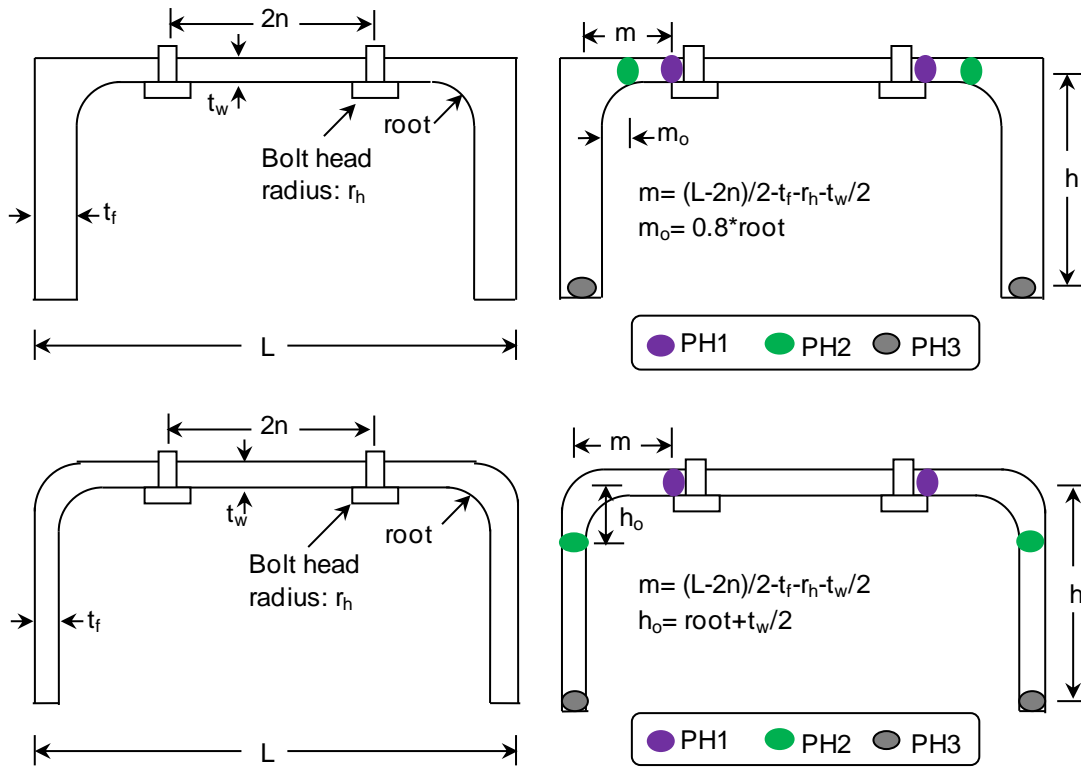 2n
t_w
root
Bolt head
radius: r_h
t_f
L
m
m_o
h
m= (L-2n)/2-t_f-r_h-t_w/2
m_o= 0.8*root
PH1 PH2 PH3
2n
t_w
root
Bolt head
radius: r_h
t_f
L
m
h_o
h
m= (L-2n)/2-t_f-r_h-t_w/2
h_o= root+t_w/2
PH1 PH2 PH3